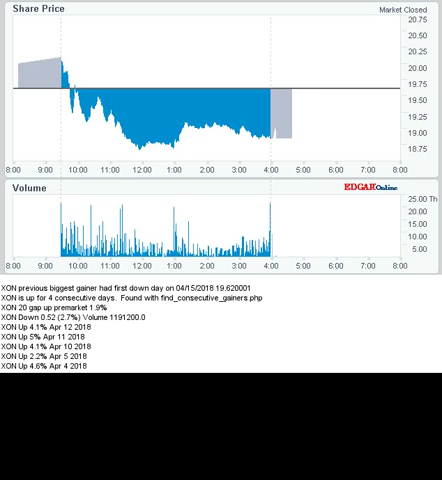 Share Price
Market Closed
20.75
20.50
20.25
20.00
19.75
19.50
19.25
19.00
18.75
8:00 9:00 10:00 11:00 12:00 1:00 2:00 3:00 4:00 5:00 6:00 7:00 8:00
Volume
EDGAROnline
25.00 Th
20.00
15.00
10.00
5.00
8:00 9:00 10:00 11:00 12:00 1:00 2:00 3:00 4:00 5:00 6:00 7:00 8:00
XON previous biggest gainer had first down day on 04/15/2018 19.620001
XON is up for 4 consecutive days. Found with find_consecutive_gainers.php
XON 20 gap up premarket 1.9%
XON Down 0.52 (2.7%) Volume 1191200.0
XON Up 4.1% Apr 12 2018
XON Up 5% Apr 11 2018
XON Up 4.1% Apr 10 2018
XON Up 2.2% Apr 5 2018
XON Up 4.6% Apr 4 2018